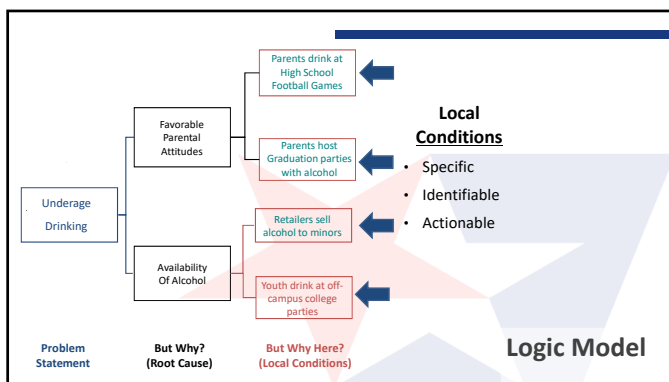 Parents drink at
High School
Football Games
Favorable
Parental
Attitudes
Local
Conditions
Parents host
Graduation parties
with alcohol
• Specific
• Identifiable
• Actionable
Underage
Drinking
Retailers sell
alcohol to minors
Availability
Of Alcohol
Youth drink at off-
campus college
parties
Problem
Statement
But Why?
(Root Cause)
But Why Here?
(Local Conditions)
Logic Model